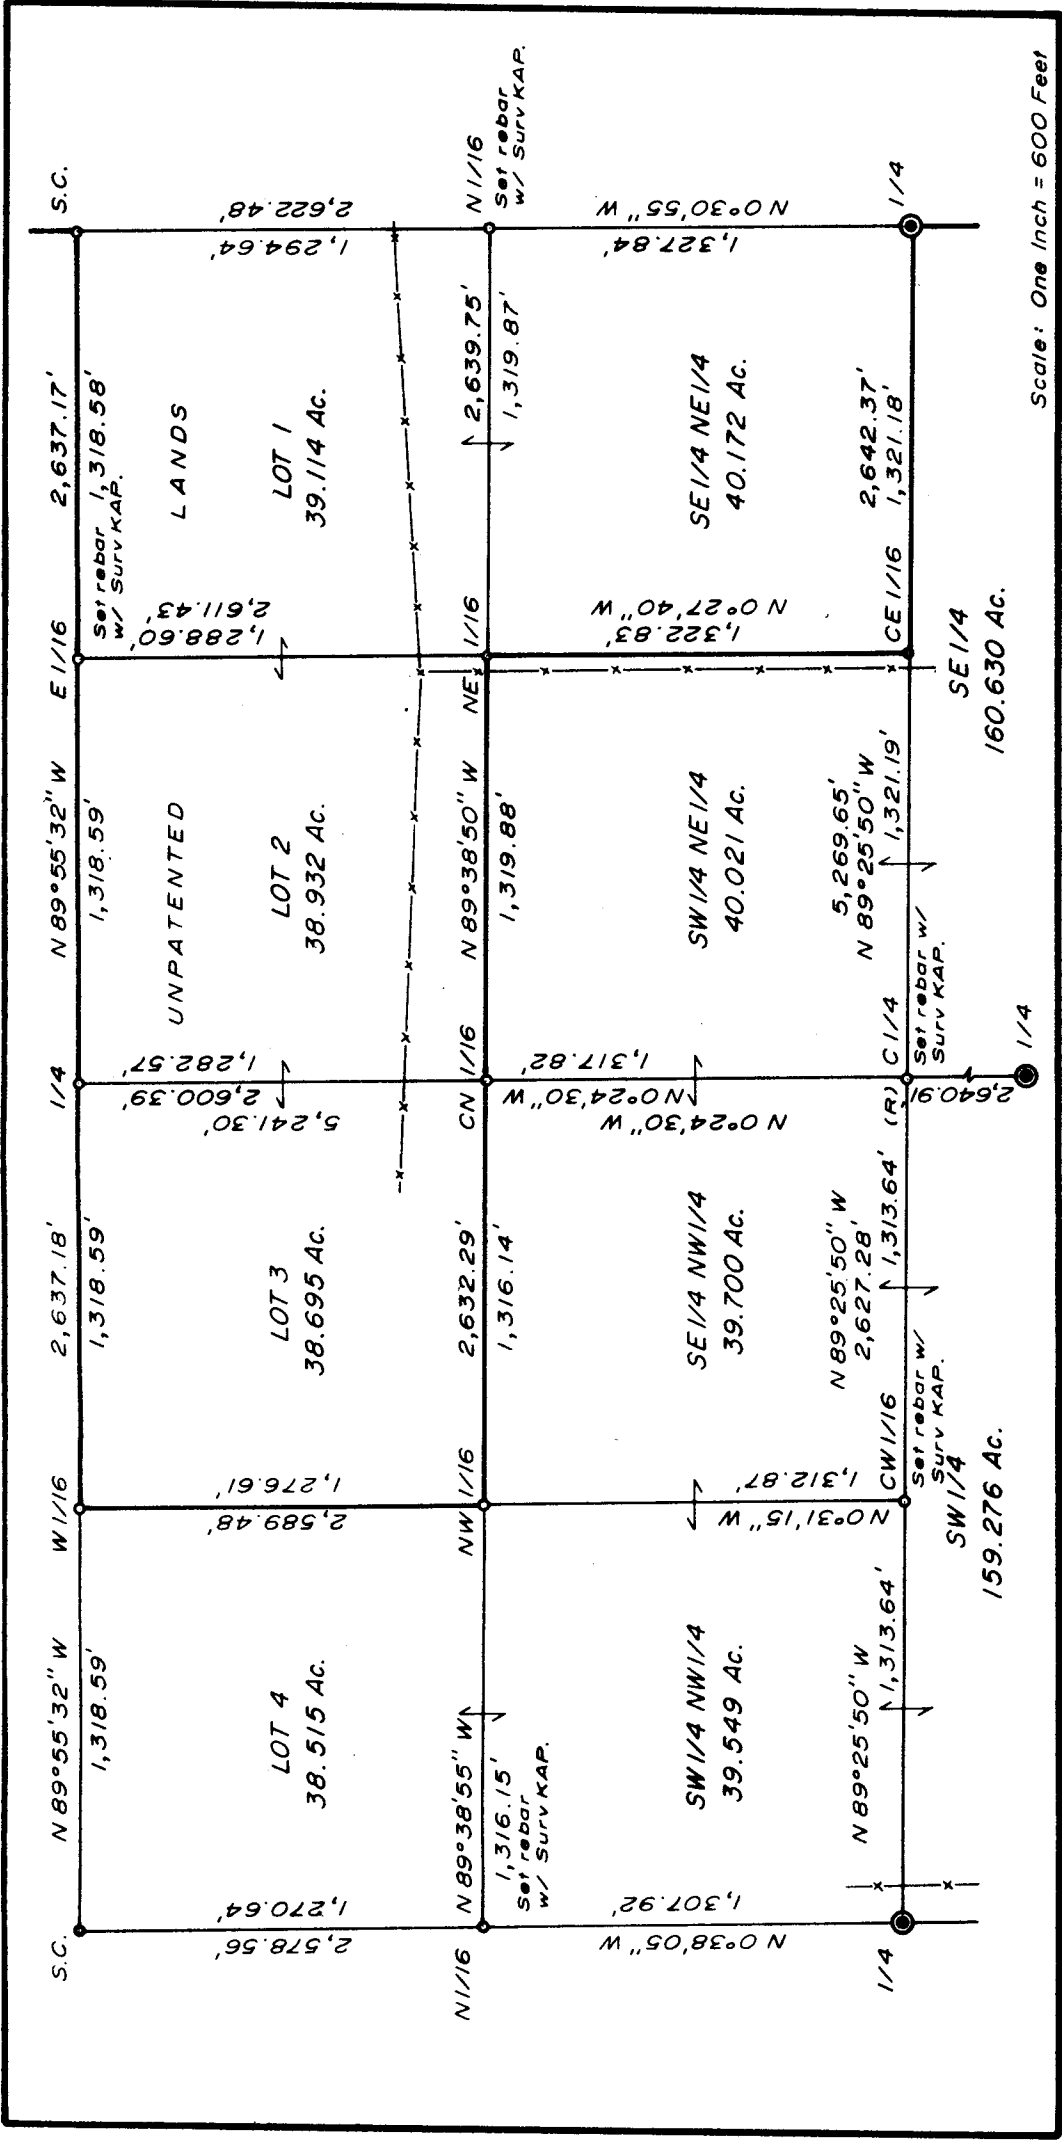 S.C.
N 89°55'32" W
W1/16
2,637.18'
1/4
N 89°55'32" W
E1/16
2,637.17'
S.C.
1,318.59'
1,318.59'
1,318.59'
Set rebar 1,318.58'
w/ Surv KAP.
UNPATENTED
LANDS
LOT 4
38.515 Ac.
LOT 3
38.695 Ac.
LOT 2
38.932 Ac.
LOT 1
39.114 Ac.
2,578.56'
1,270.64'
2,589.48'
1,276.61'
5,241.30'
2,600.39'
1,282.57'
1,288.60'
2,611.43'
1,294.64'
2,622.48'
N1/16
N 89°38'55" W
NW 1/16
2,632.29'
CN 1/16
N 89°38'50" W
NE 1/16
2,639.75'
N1/16
1,316.15'
1,316.14'
1,319.88'
1,319.87'
Set rebar
w/ Surv KAP.
Set rebar
w/ Surv KAP.
N 0°38'05" W
1,307.92'
N 0°31'15" W
1,312.87'
N 0°24'30" W
N 0°24'30" W
1,317.82'
1,322.83'
N 0°27'40" W
1,327.84'
N 0°30'55" W
SW1/4 NW1/4
39.549 Ac.
SE1/4 NW1/4
39.700 Ac.
SW1/4 NE1/4
40.021 Ac.
SE1/4 NE1/4
40.172 Ac.
N 89°25'50" W
1,313.64'
N 89°25'50" W
2,627.28'
1,313.64'
5,269.65'
N 89°25'50" W
1,321.19'
2,642.37'
1,321.18'
1/4
CW1/16
(R)
C1/4
CE1/16
1/4
Set rebar w/
Surv KAP.
Set rebar w/
Surv KAP.
SW1/4
159.276 Ac.
2,640.91'
1/4
SE1/4
160.630 Ac.
Scale: One Inch = 600 Feet